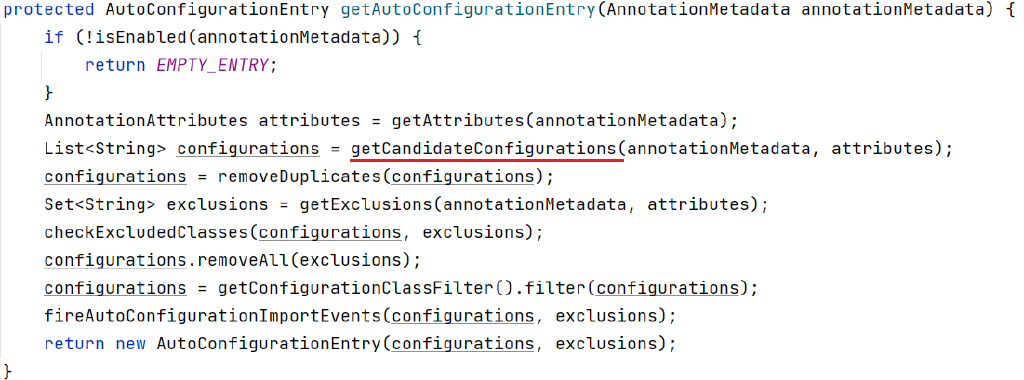 protected AutoConfigurationEntry getAutoConfigurationEntry(AnnotationMetadata annotationMetadata) {
    if (!isEnabled(annotationMetadata)) {
        return EMPTY_ENTRY;
    }
    AnnotationAttributes attributes = getAttributes(annotationMetadata);
    List<String> configurations = getCandidateConfigurations(annotationMetadata, attributes);
    configurations = removeDuplicates(configurations);
    Set<String> exclusions = getExclusions(annotationMetadata, attributes);
    checkExcludedClasses(configurations, exclusions);
    configurations.removeAll(exclusions);
    configurations = getConfigurationClassFilter().filter(configurations);
    fireAutoConfigurationImportEvents(configurations, exclusions);
    return new AutoConfigurationEntry(configurations, exclusions);
}